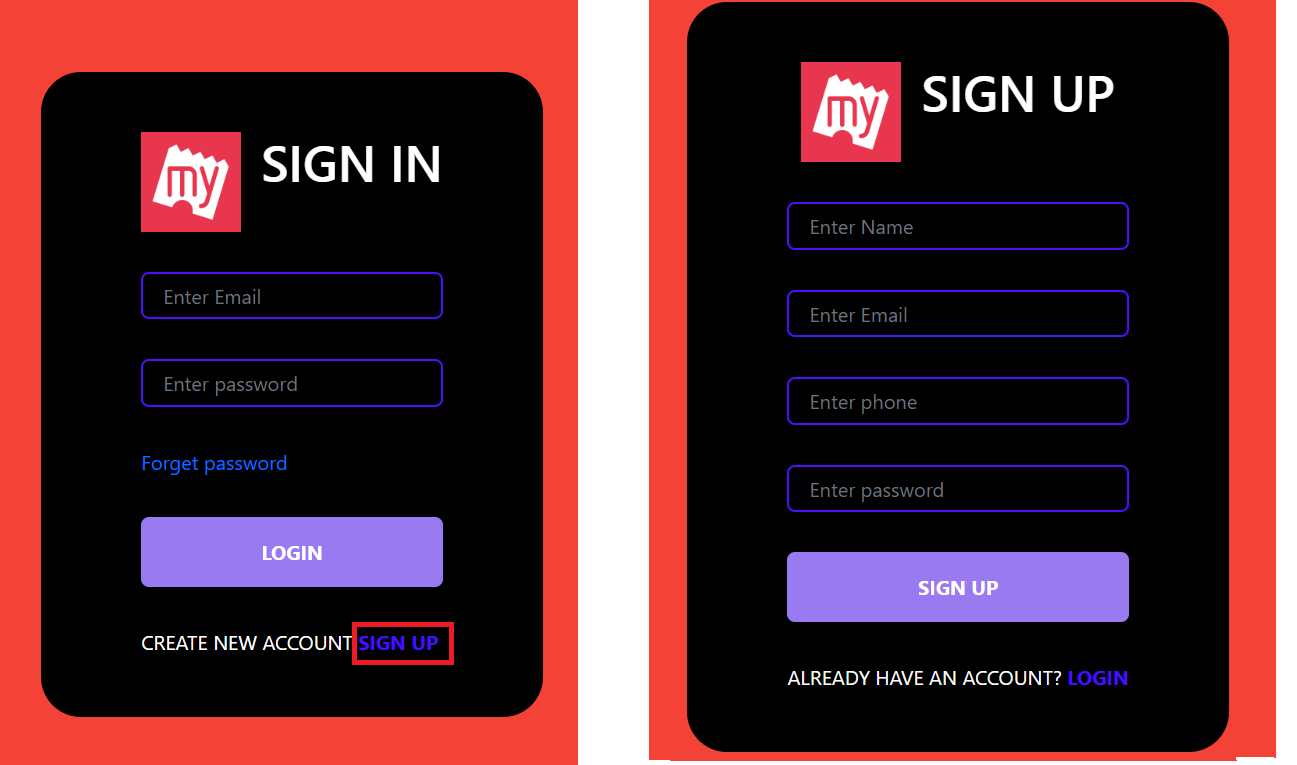 my
SIGN IN
Enter Email
Enter password
Forget password
LOGIN
CREATE NEW ACCOUNT SIGN UP
my
SIGN UP
Enter Name
Enter Email
Enter phone
Enter password
SIGN UP
ALREADY HAVE AN ACCOUNT? LOGIN